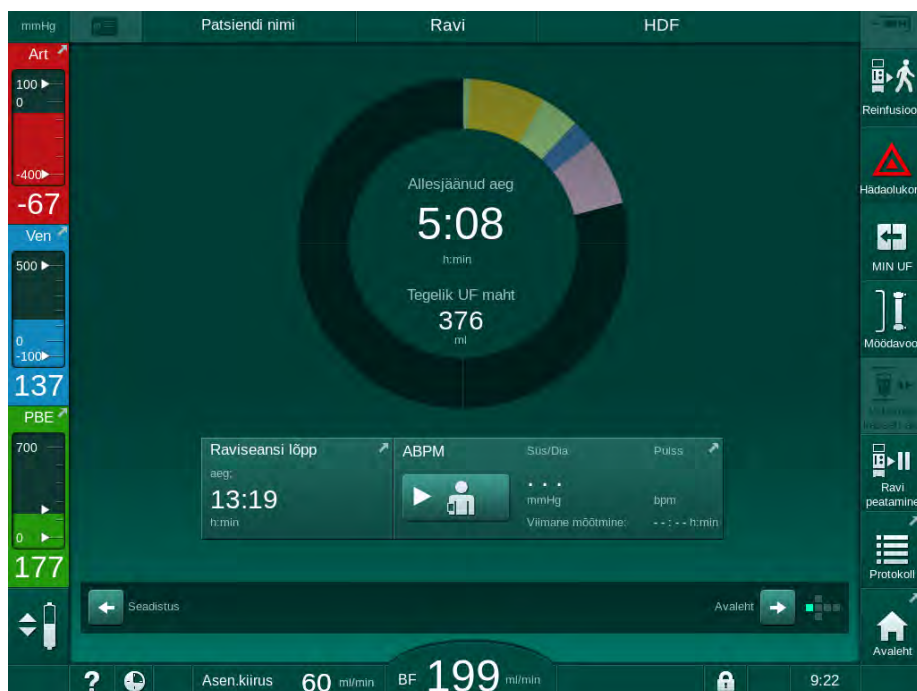 mmHg
Patsiendi nimi
Ravi
HDF
Art
100
0
-400
-67
Ven
500
0
-100
137
PBE
700
0
177
Allesjäänud aeg
5:08
h:min
Tegelik UF maht
376
ml
Raviseansi lõpp
aeg:
13:19
h:min
ABPM
Süs/Dia
Pulss
. . .
mmHg
bpm
Viimane mõõtmine:
--:-- h:min
Seadistus
Avaleht
?
Asen.kiirus
60 ml/min
BF 199 ml/min
9:22
Reinfusioo
Hädaolukor
MIN UF
Möödavoo
Ravi
peatamine
Protokoll
Avaleht